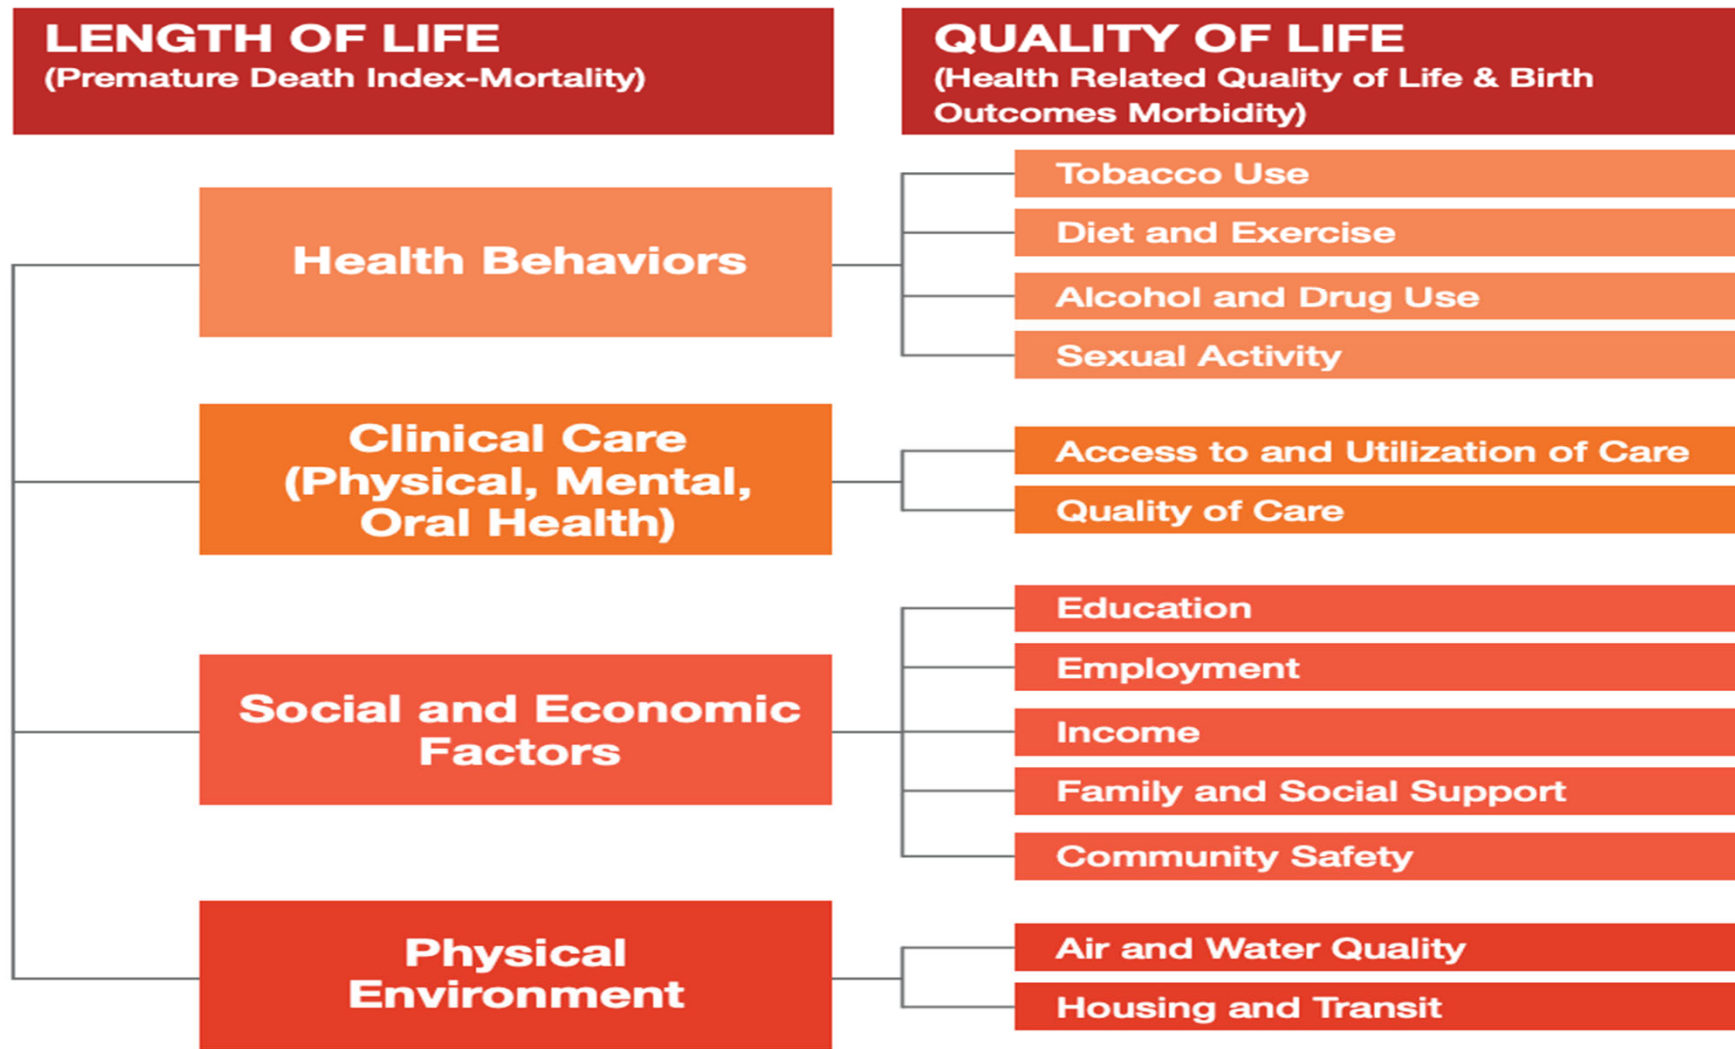 LENGTH OF LIFE
(Premature Death Index-Mortality)
QUALITY OF LIFE
(Health Related Quality of Life & Birth
Outcomes Morbidity)
Health Behaviors
Tobacco Use
Diet and Exercise
Alcohol and Drug Use
Sexual Activity
Clinical Care
(Physical, Mental,
Oral Health)
Access to and Utilization of Care
Quality of Care
Social and Economic
Factors
Education
Employment
Income
Family and Social Support
Community Safety
Physical
Environment
Air and Water Quality
Housing and Transit